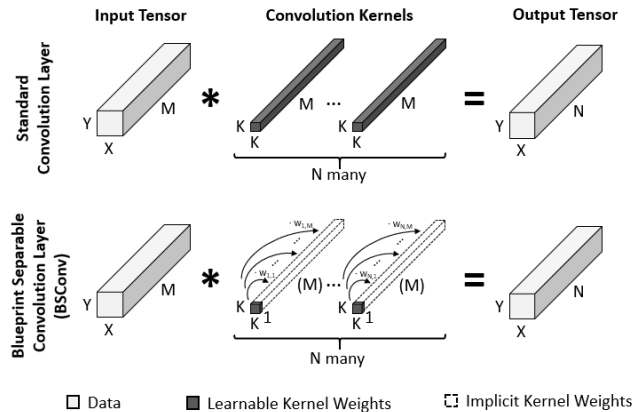 Input Tensor Convolution Kernels Output Tensor
Standard
Convolution Layer
Y X M * K K M ... K K M = Y X N
N many
Blueprint Separable
Convolution Layer
(BSConv)
Y X M * K K 1 (M) · w1,1 ... · w1,M ... K K 1 (M) · wN,1 ... · wN,M = Y X N
N many
Data Learnable Kernel Weights Implicit Kernel Weights